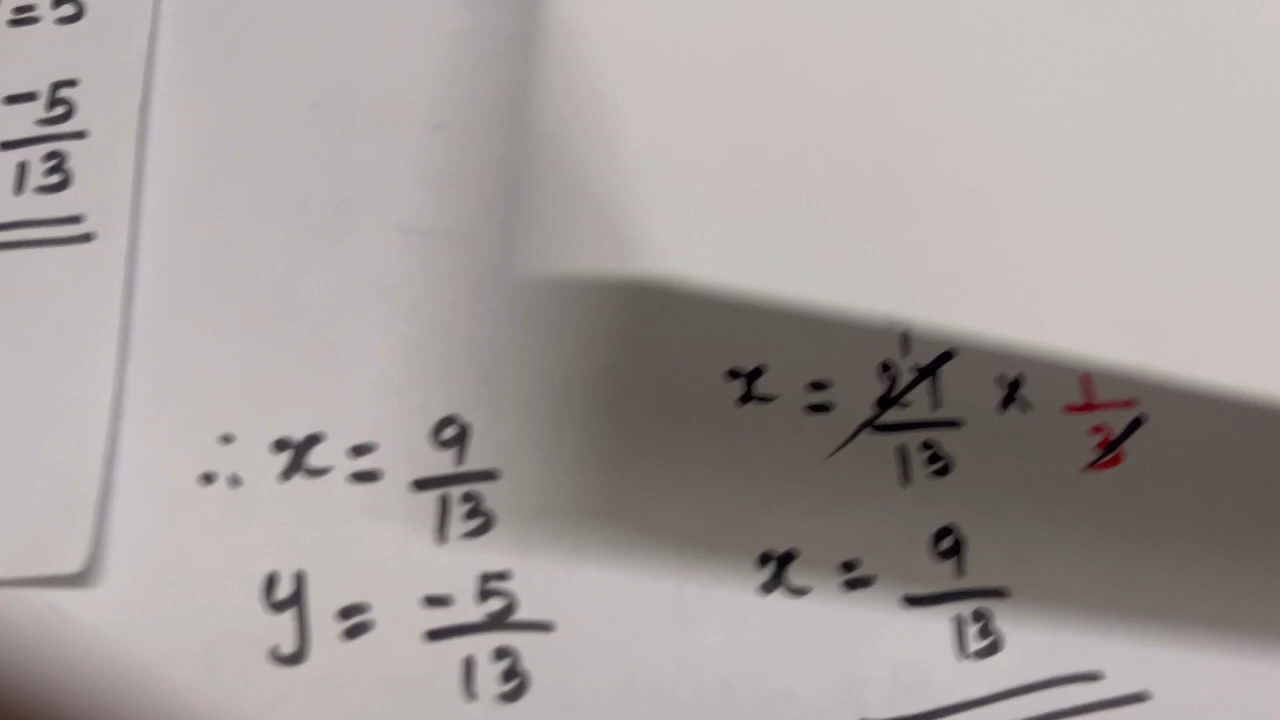 =5
-5/13
∴ x = 9/13
y = -5/13
x = 27/13 × 1/3
x = 9/13